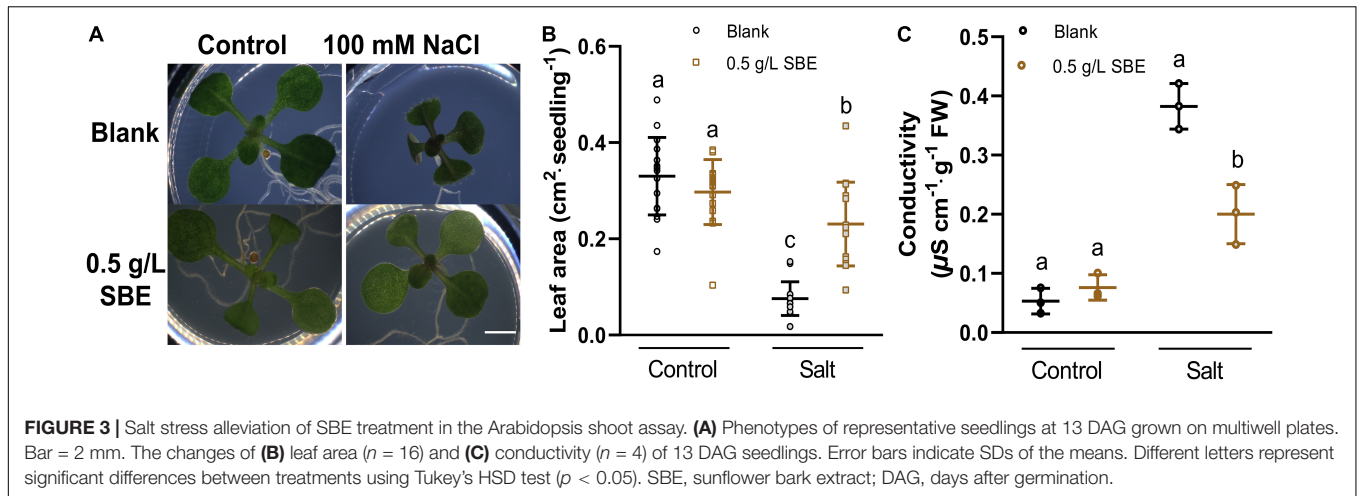 A
Control 100 mM NaCl
Blank
0.5 g/L
SBE
B
Leaf area (cm²·seedling⁻¹)
0.6
0.4
0.2
0.0
Blank
0.5 g/L SBE
a
a
c
b
Control
Salt
C
Conductivity
(µS cm⁻¹·g⁻¹ FW)
0.5
0.4
0.3
0.2
0.1
0.0
Blank
0.5 g/L SBE
a
a
a
b
Control
Salt
FIGURE 3 | Salt stress alleviation of SBE treatment in the Arabidopsis shoot assay. (A) Phenotypes of representative seedlings at 13 DAG grown on multiwell plates.
Bar = 2 mm. The changes of (B) leaf area (n = 16) and (C) conductivity (n = 4) of 13 DAG seedlings. Error bars indicate SDs of the means. Different letters represent
significant differences between treatments using Tukey's HSD test (p < 0.05). SBE, sunflower bark extract; DAG, days after germination.